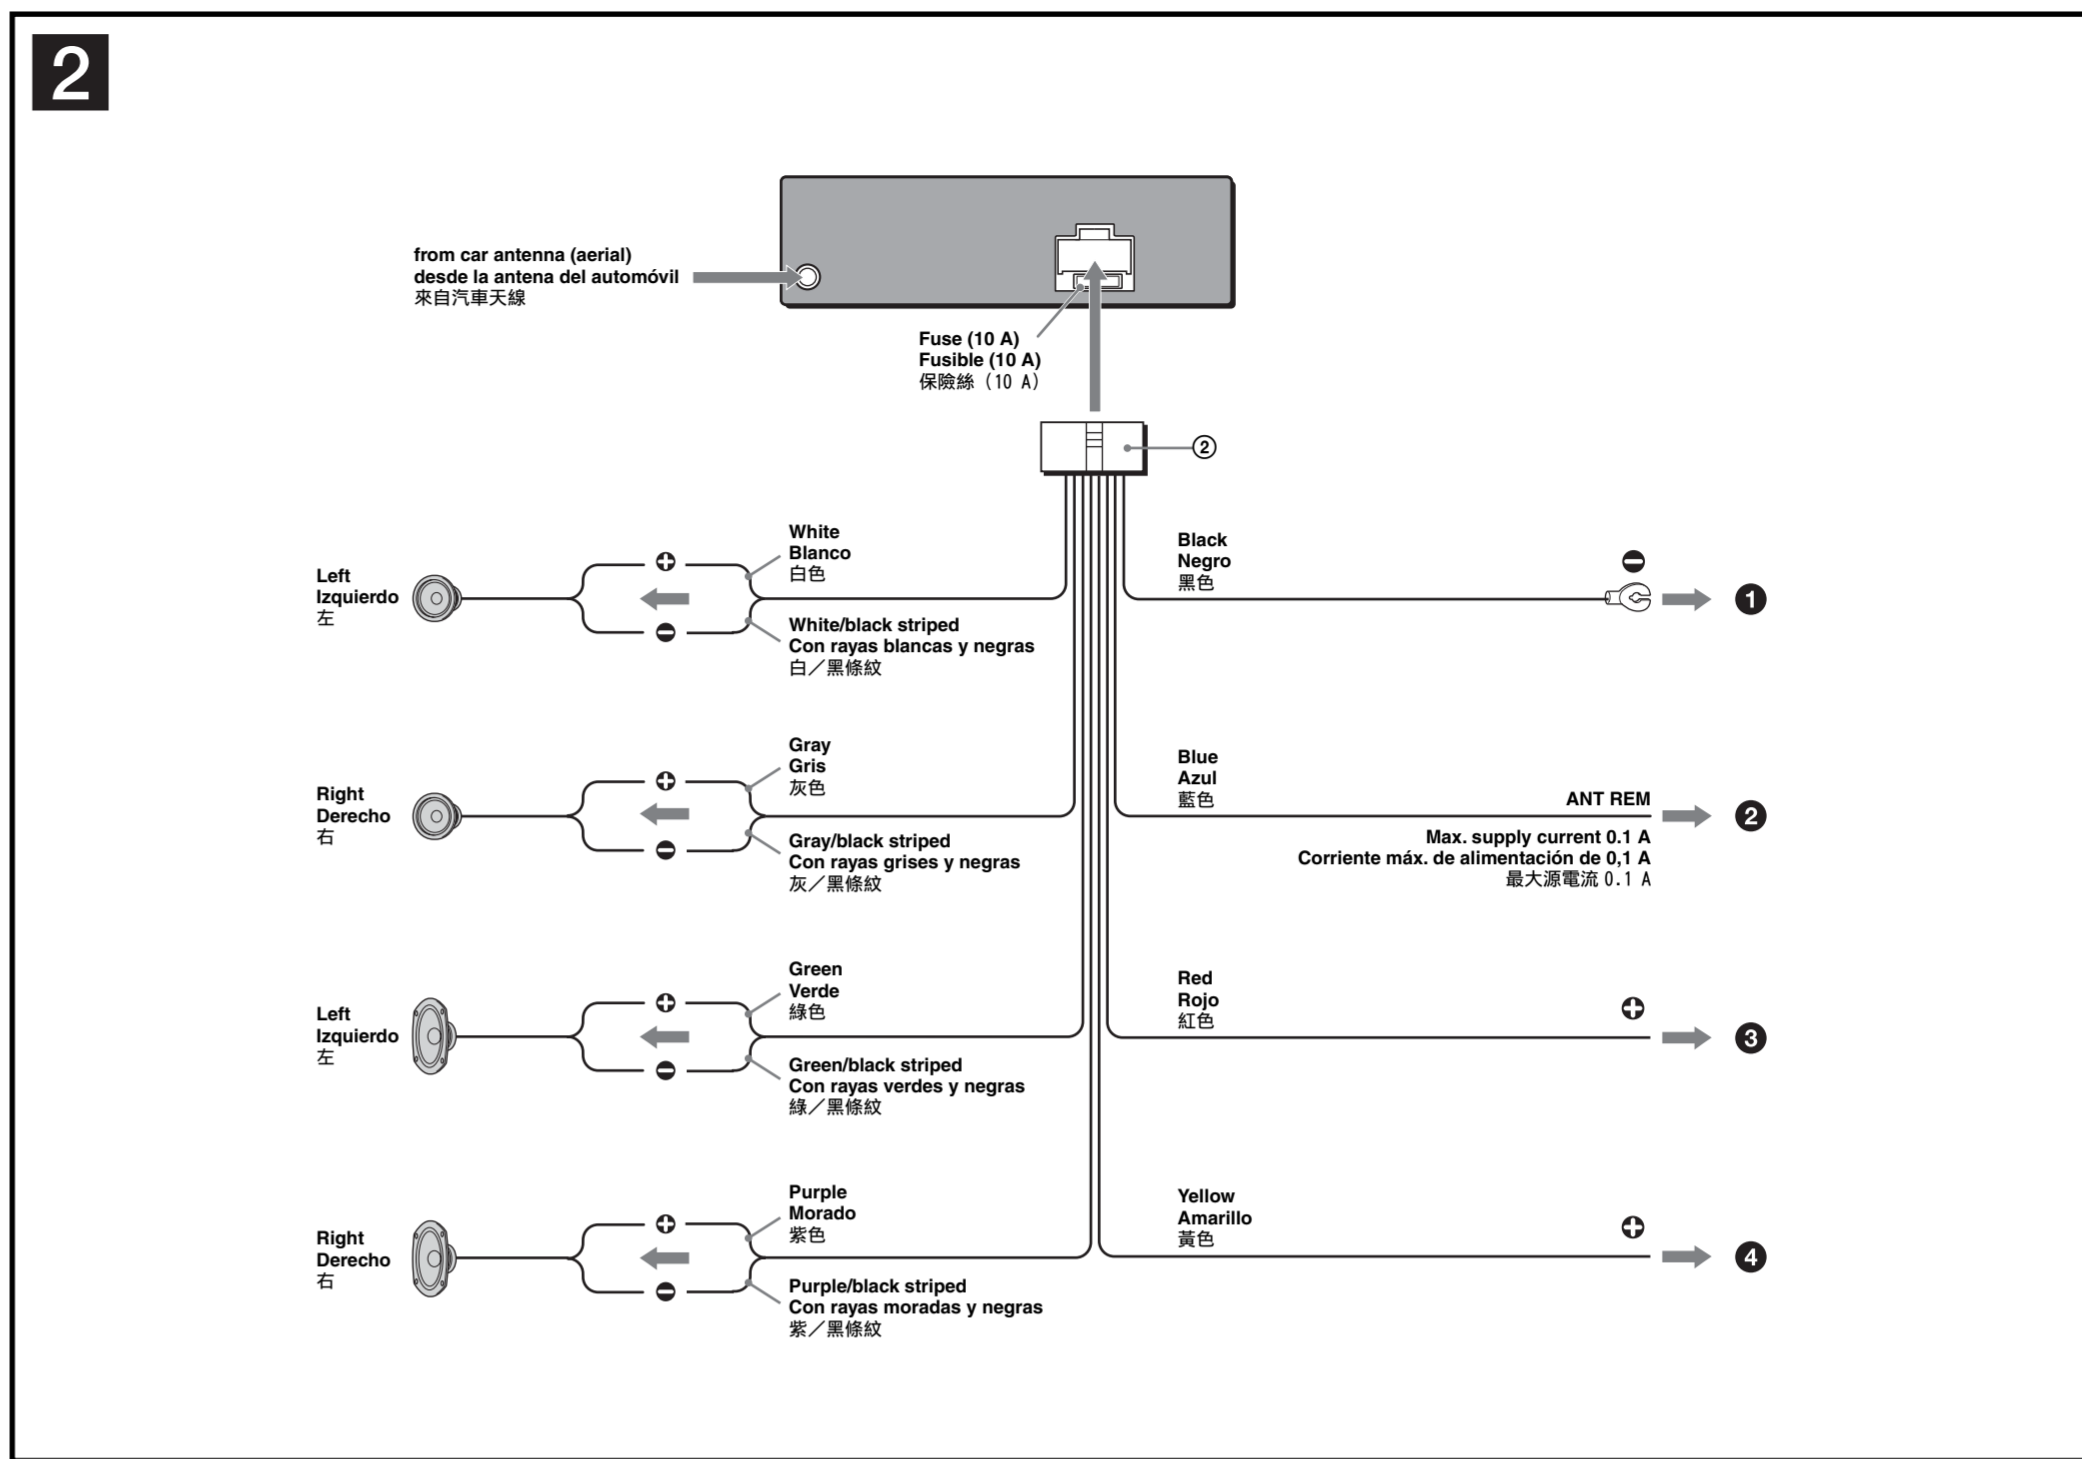 2
from car antenna (aerial)
desde la antena del automóvil
來自汽車天線
Fuse (10 A)
Fusible (10 A)
保險絲（10 A）
②
Left
Izquierdo
左
White
Blanco
白色
White/black striped
Con rayas blancas y negras
白／黑條紋
Black
Negro
黑色
❶
Right
Derecho
右
Gray
Gris
灰色
Gray/black striped
Con rayas grises y negras
灰／黑條紋
Blue
Azul
藍色
ANT REM
Max. supply current 0.1 A
Corriente máx. de alimentación de 0,1 A
最大源電流 0.1 A
❷
Left
Izquierdo
左
Green
Verde
綠色
Green/black striped
Con rayas verdes y negras
綠／黑條紋
Red
Rojo
紅色
❸
Right
Derecho
右
Purple
Morado
紫色
Purple/black striped
Con rayas moradas y negras
紫／黑條紋
Yellow
Amarillo
黃色
❹